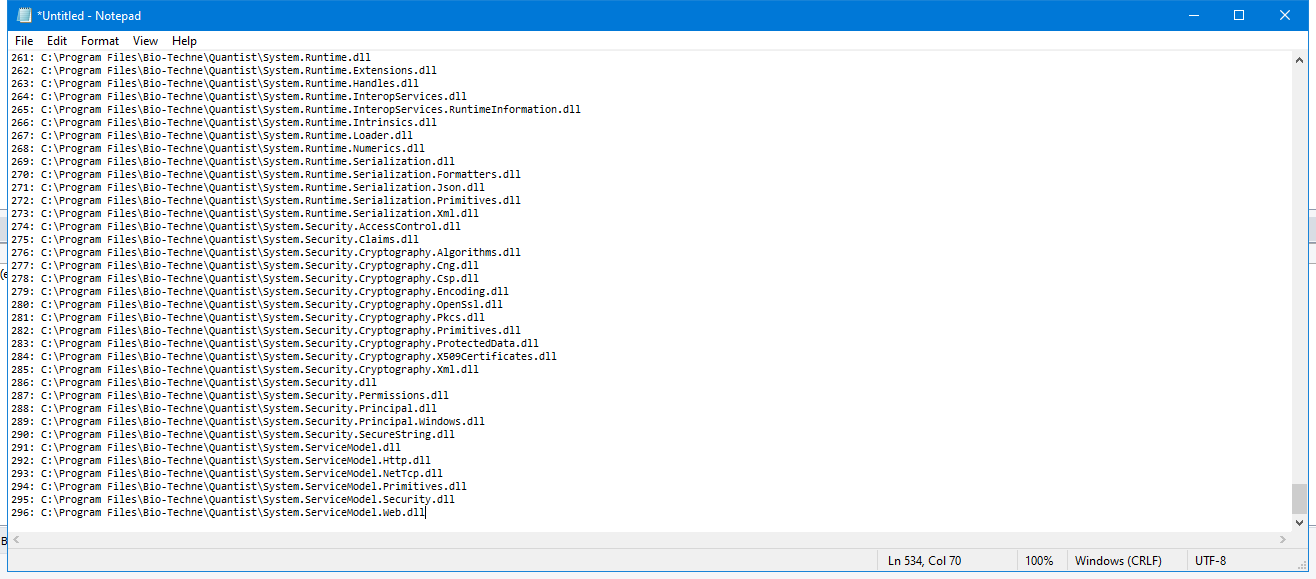 *Untitled - Notepad
File Edit Format View Help
261: C:\Program Files\Bio-Techne\Quantist\System.Runtime.dll
262: C:\Program Files\Bio-Techne\Quantist\System.Runtime.Extensions.dll
263: C:\Program Files\Bio-Techne\Quantist\System.Runtime.Handles.dll
264: C:\Program Files\Bio-Techne\Quantist\System.Runtime.InteropServices.dll
265: C:\Program Files\Bio-Techne\Quantist\System.Runtime.InteropServices.RuntimeInformation.dll
266: C:\Program Files\Bio-Techne\Quantist\System.Runtime.Intrinsics.dll
267: C:\Program Files\Bio-Techne\Quantist\System.Runtime.Loader.dll
268: C:\Program Files\Bio-Techne\Quantist\System.Runtime.Numerics.dll
269: C:\Program Files\Bio-Techne\Quantist\System.Runtime.Serialization.dll
270: C:\Program Files\Bio-Techne\Quantist\System.Runtime.Serialization.Formatters.dll
271: C:\Program Files\Bio-Techne\Quantist\System.Runtime.Serialization.Json.dll
272: C:\Program Files\Bio-Techne\Quantist\System.Runtime.Serialization.Primitives.dll
273: C:\Program Files\Bio-Techne\Quantist\System.Runtime.Serialization.Xml.dll
274: C:\Program Files\Bio-Techne\Quantist\System.Security.AccessControl.dll
275: C:\Program Files\Bio-Techne\Quantist\System.Security.Claims.dll
276: C:\Program Files\Bio-Techne\Quantist\System.Security.Cryptography.Algorithms.dll
277: C:\Program Files\Bio-Techne\Quantist\System.Security.Cryptography.Cng.dll
278: C:\Program Files\Bio-Techne\Quantist\System.Security.Cryptography.Csp.dll
279: C:\Program Files\Bio-Techne\Quantist\System.Security.Cryptography.Encoding.dll
280: C:\Program Files\Bio-Techne\Quantist\System.Security.Cryptography.OpenSsl.dll
281: C:\Program Files\Bio-Techne\Quantist\System.Security.Cryptography.Pkcs.dll
282: C:\Program Files\Bio-Techne\Quantist\System.Security.Cryptography.Primitives.dll
283: C:\Program Files\Bio-Techne\Quantist\System.Security.Cryptography.ProtectedData.dll
284: C:\Program Files\Bio-Techne\Quantist\System.Security.Cryptography.X509Certificates.dll
285: C:\Program Files\Bio-Techne\Quantist\System.Security.Cryptography.Xml.dll
286: C:\Program Files\Bio-Techne\Quantist\System.Security.dll
287: C:\Program Files\Bio-Techne\Quantist\System.Security.Permissions.dll
288: C:\Program Files\Bio-Techne\Quantist\System.Security.Principal.dll
289: C:\Program Files\Bio-Techne\Quantist\System.Security.Principal.Windows.dll
290: C:\Program Files\Bio-Techne\Quantist\System.Security.SecureString.dll
291: C:\Program Files\Bio-Techne\Quantist\System.ServiceModel.dll
292: C:\Program Files\Bio-Techne\Quantist\System.ServiceModel.Http.dll
293: C:\Program Files\Bio-Techne\Quantist\System.ServiceModel.NetTcp.dll
294: C:\Program Files\Bio-Techne\Quantist\System.ServiceModel.Primitives.dll
295: C:\Program Files\Bio-Techne\Quantist\System.ServiceModel.Security.dll
296: C:\Program Files\Bio-Techne\Quantist\System.ServiceModel.Web.dll
Ln 534, Col 70 100% Windows (CRLF) UTF-8